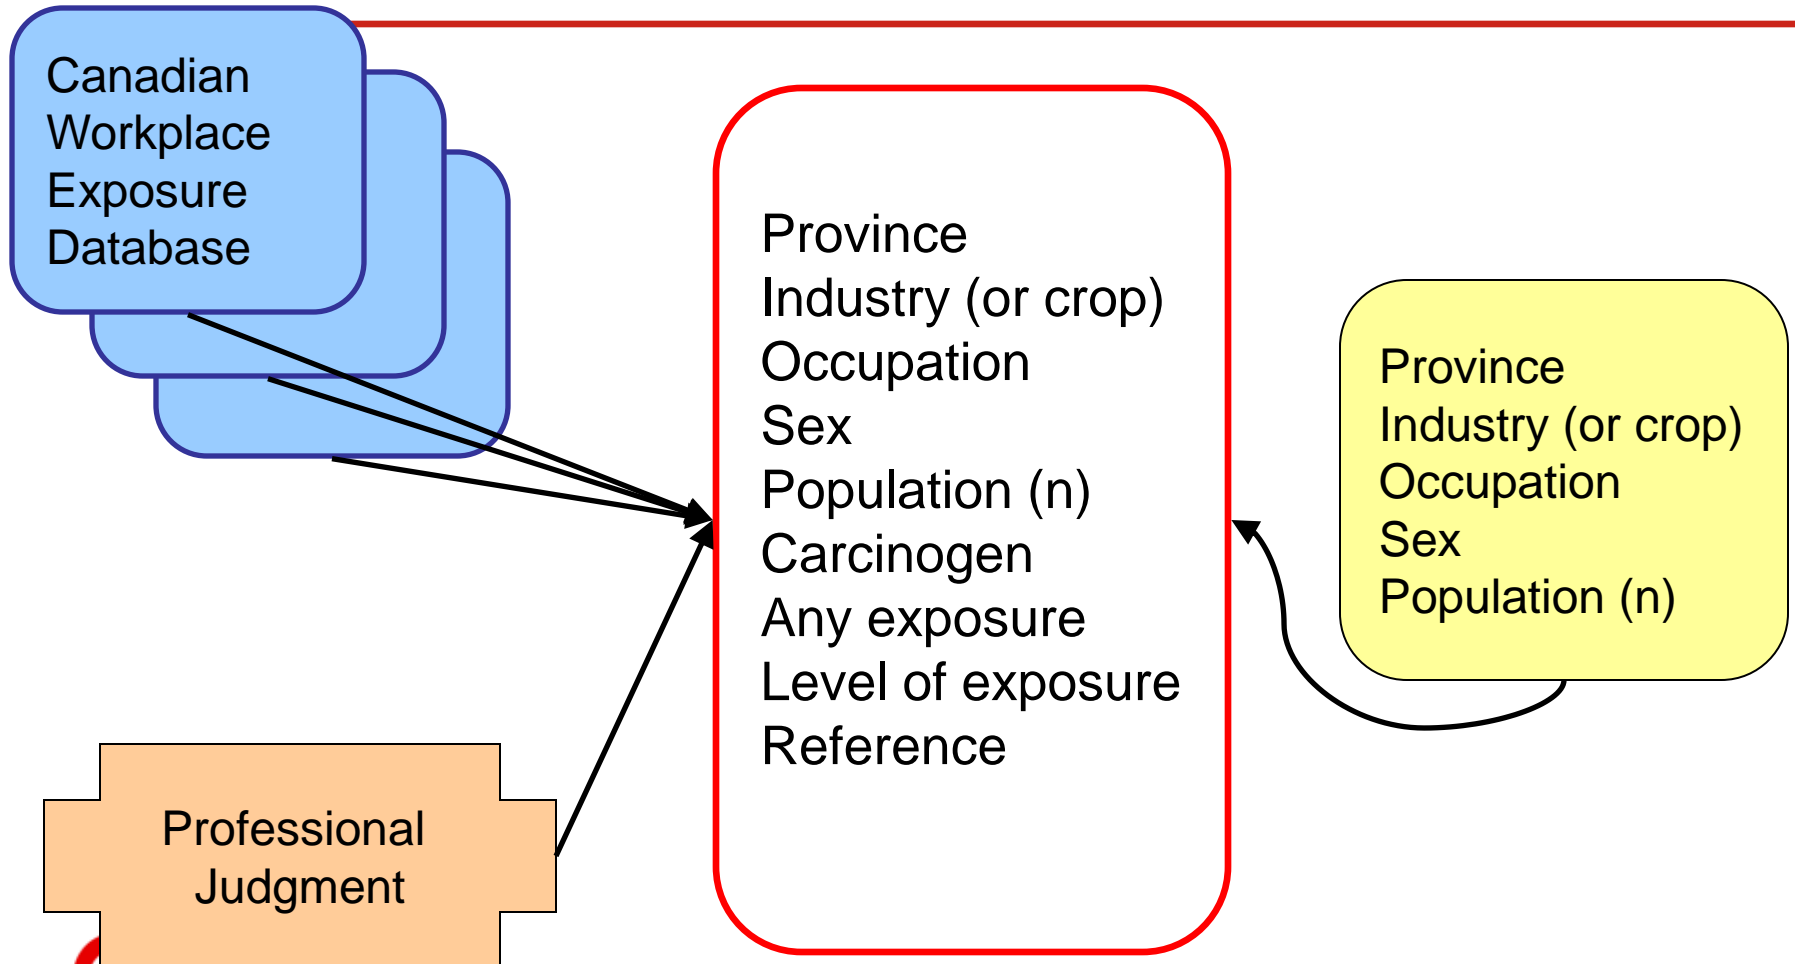 Canadian
Workplace
Exposure
Database
Province
Industry (or crop)
Occupation
Sex
Population (n)
Carcinogen
Any exposure
Level of exposure
Reference
Province
Industry (or crop)
Occupation
Sex
Population (n)
Professional
Judgment